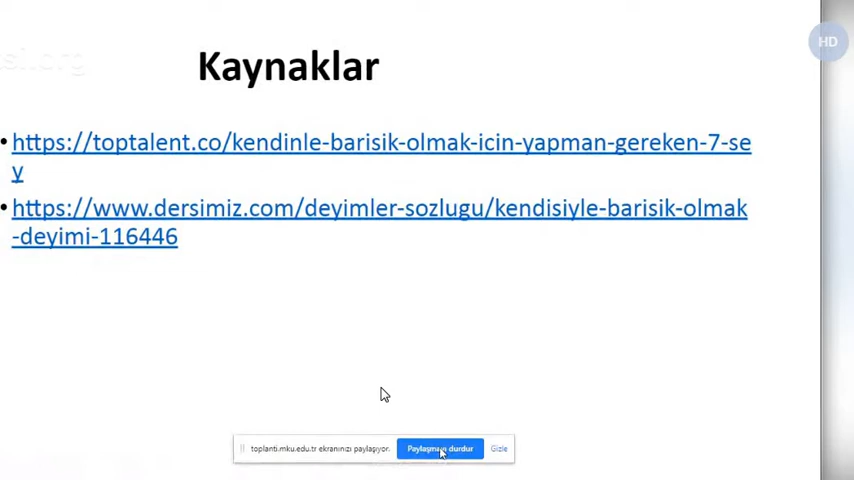 HD
Kaynaklar
• https://toptalent.co/kendinle-barisik-olmak-icin-yapman-gereken-7-se
y
• https://www.dersimiz.com/deyimler-sozlugu/kendisiyle-barisik-olmak
-deyimi-116446
toplanti.mku.edu.tr ekranınızı paylaşıyor. Paylaşmayı durdur Gizle